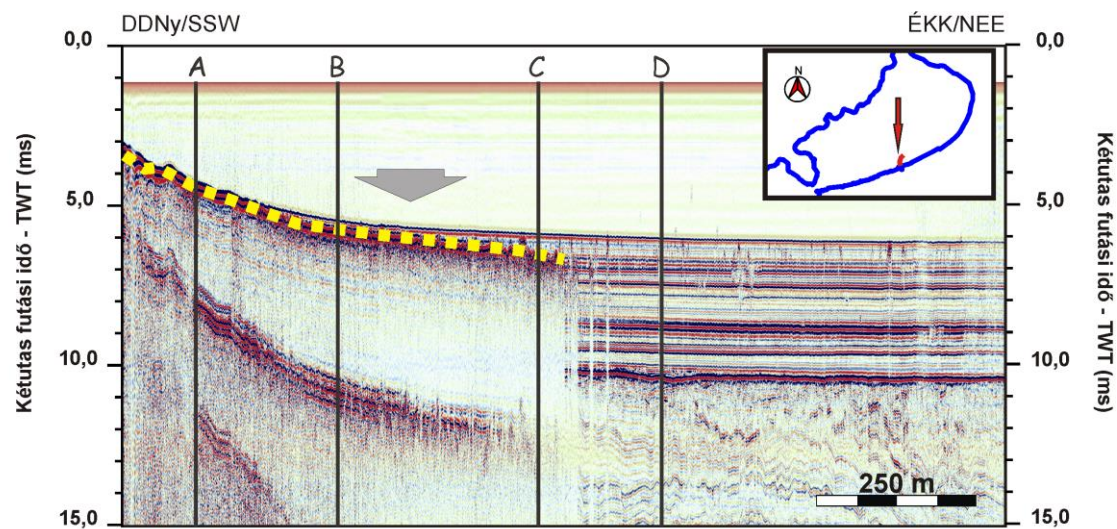 DDNy/SSW
ÉKK/NEE
0,0
0,0
A
B
C
D
N
5,0
5,0
10,0
10,0
15,0
15,0
Kétutas futási idő - TWT (ms)
Kétutas futási idő - TWT (ms)
250 m